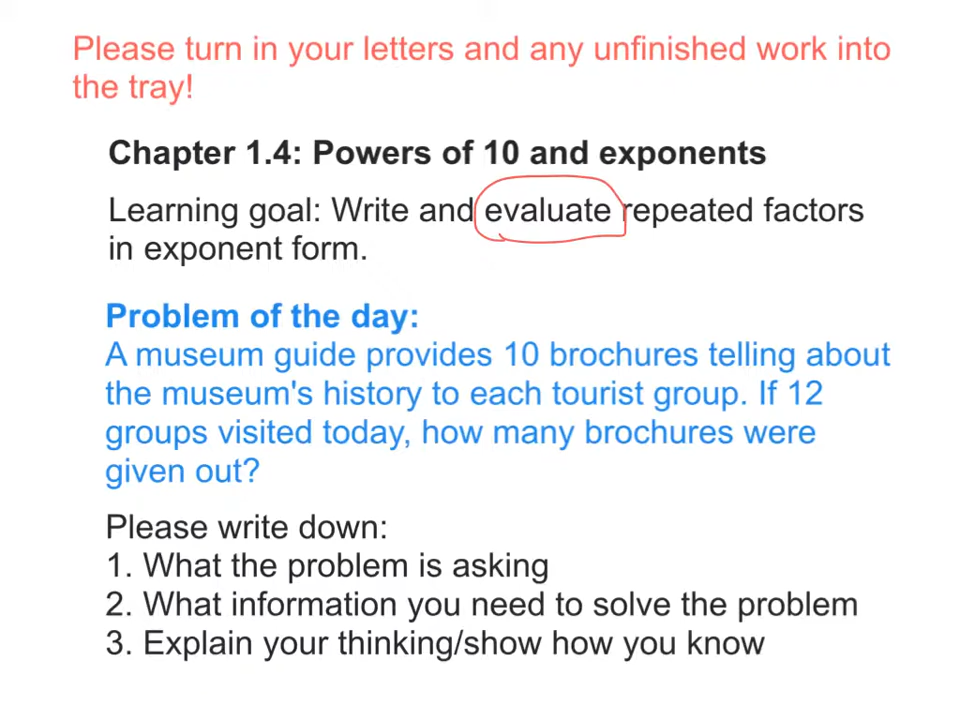 Please turn in your letters and any unfinished work into
the tray!
Chapter 1.4: Powers of 10 and exponents
Learning goal: Write and evaluate repeated factors
in exponent form.
Problem of the day:
A museum guide provides 10 brochures telling about
the museum's history to each tourist group. If 12
groups visited today, how many brochures were
given out?
Please write down:
1. What the problem is asking
2. What information you need to solve the problem
3. Explain your thinking/show how you know